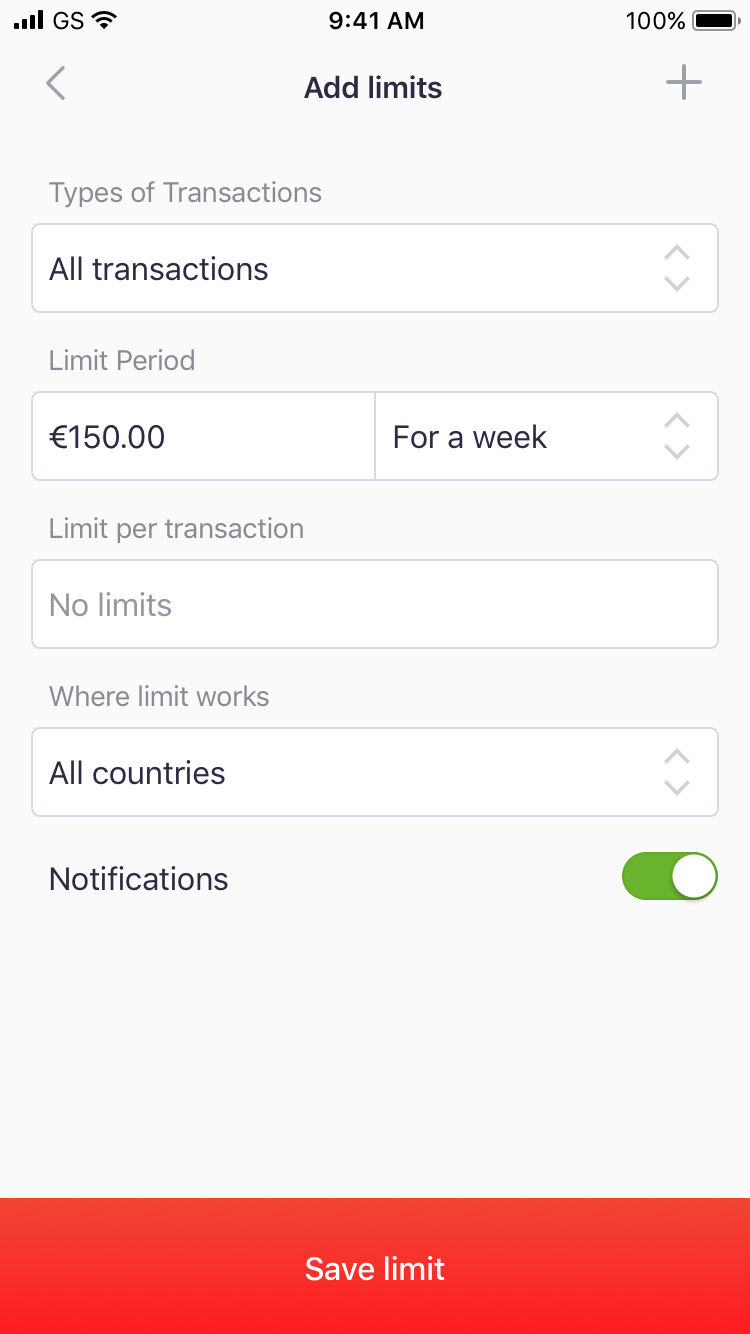 GS 9:41 AM 100%
Add limits
Types of Transactions
All transactions
Limit Period
€150.00 For a week
Limit per transaction
No limits
Where limit works
All countries
Notifications
Save limit